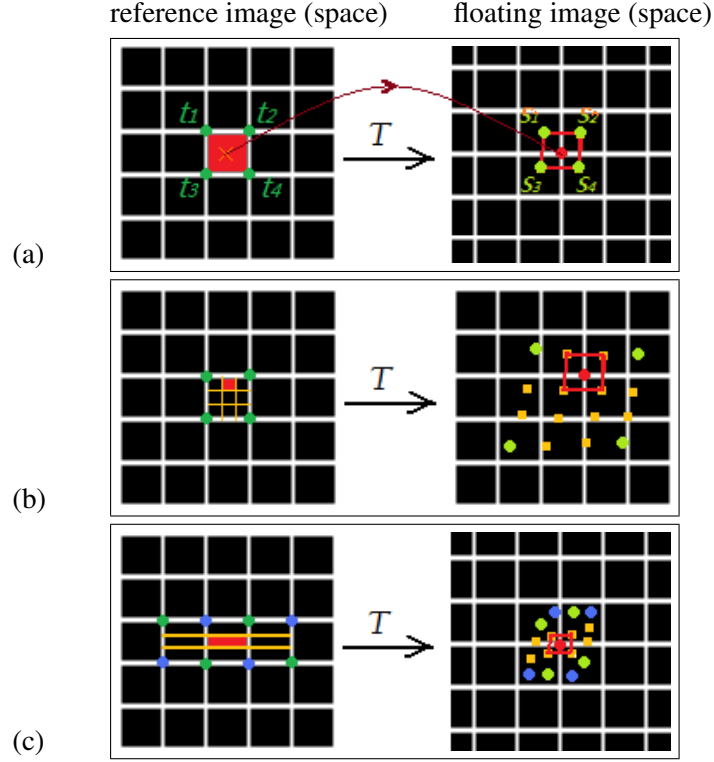 reference image (space) floating image (space)
t₁ t₂ T s₁ s₂
t₃ t₄ s₃ s₄
(a)
T
(b)
T
(c)